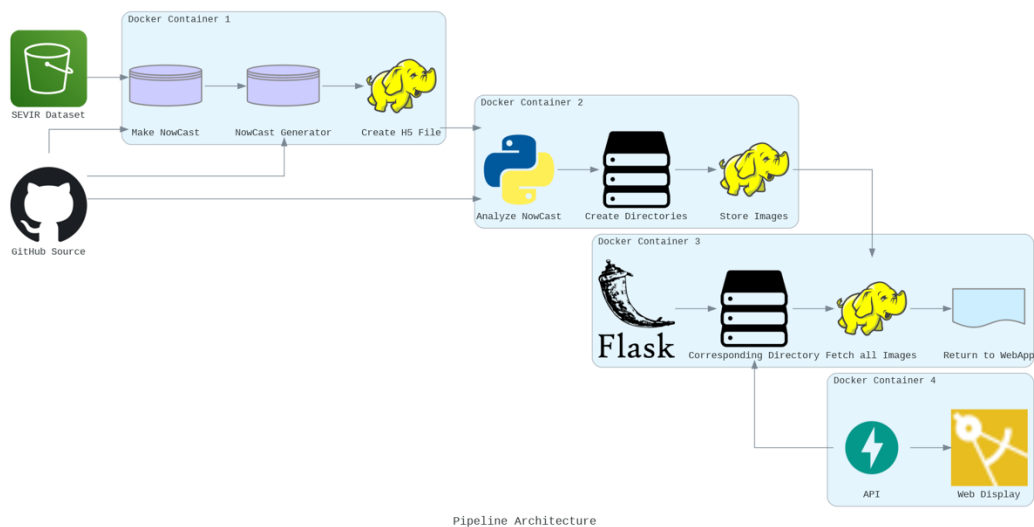 Docker Container 1
SEVIR Dataset
Make NowCast
NowCast Generator
Create H5 File
GitHub Source
Docker Container 2
Analyze NowCast
Create Directories
Store Images
Docker Container 3
Flask
Corresponding Directory
Fetch all Images
Return to WebApp
Docker Container 4
API
Web Display
Pipeline Architecture